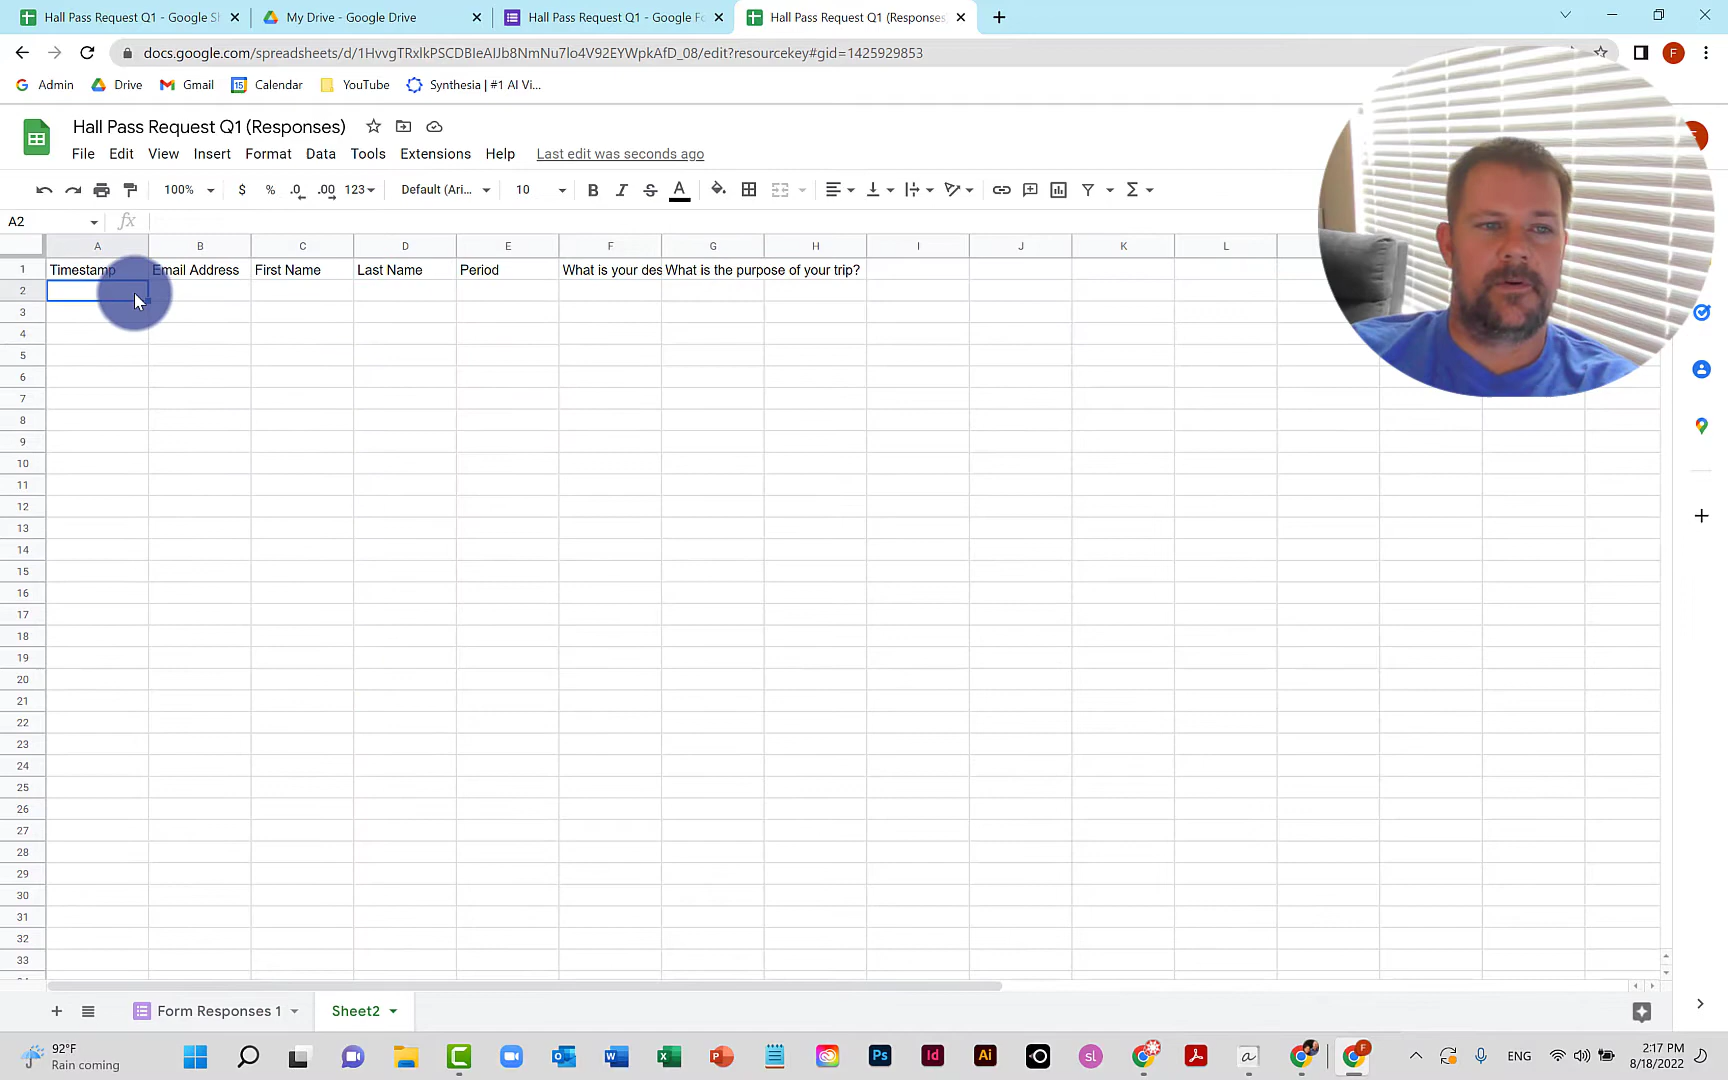 Hall Pass Request Q1 - Google S
My Drive - Google Drive
Hall Pass Request Q1 - Google Fo
Hall Pass Request Q1 (Responses
docs.google.com/spreadsheets/d/1HvvgTRxlkPSCDBIeAIJb8NmNu7lo4V92EYWpkAfD_08/edit?resourcekey#gid=1425929853
F
Admin
Drive
Gmail
15
Calendar
YouTube
Synthesia | #1 AI Vi...
Hall Pass Request Q1 (Responses)
File Edit View Insert Format Data Tools Extensions Help Last edit was seconds ago
100% $ % .0 .00 123 Default (Ari... 10 B I S A Σ
A2 fx
A B C D E F G H I J K L
1 Timestamp Email Address First Name Last Name Period What is your des What is the purpose of your trip?
2
3
4
5
6
7
8
9
10
11
12
13
14
15
16
17
18
19
20
21
22
23
24
25
26
27
28
29
30
31
32
33
Form Responses 1
Sheet2
92°F
Rain coming
Ps
Id
Ai
sl
a
F
ENG
2:17 PM
8/18/2022